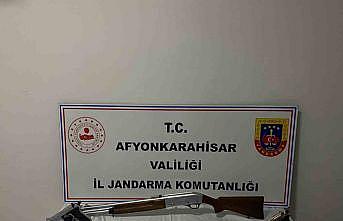 T.C.
AFYONKARAHİSAR
VALİLİĞİ
İL JANDARMA KOMUTANLIĞI